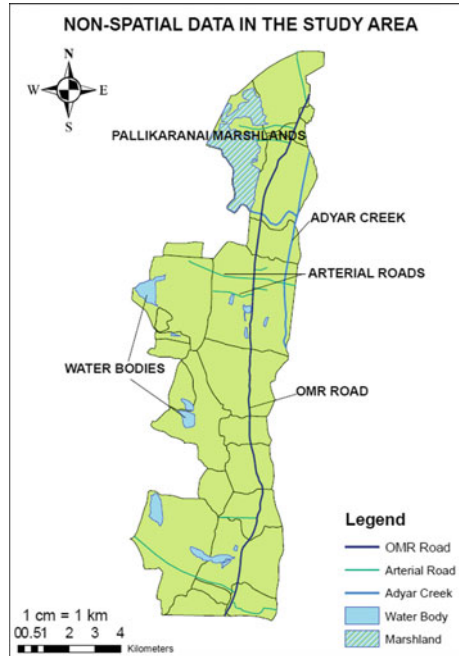 NON-SPATIAL DATA IN THE STUDY AREA
N
W E
S
PALLIKARANAI MARSHLANDS
ADYAR CREEK
ARTERIAL ROADS
WATER BODIES
OMR ROAD
Legend
OMR Road
Arterial Road
Adyar Creek
Water Body
Marshland
1 cm = 1 km
00.51 2 3 4
Kilometers